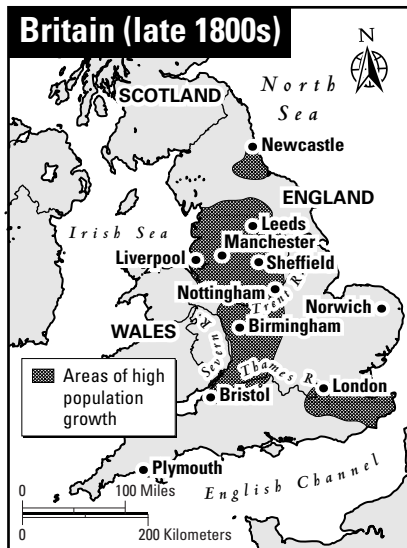 Britain (late 1800s)
N
North
Sea
SCOTLAND
Newcastle
ENGLAND
Irish Sea
Leeds
Manchester
Liverpool
Sheffield
Nottingham
Trent R.
Norwich
WALES
Birmingham
Severn R.
Thames R.
London
Bristol
Areas of high
population
growth
Plymouth
English Channel
0 100 Miles
0 200 Kilometers